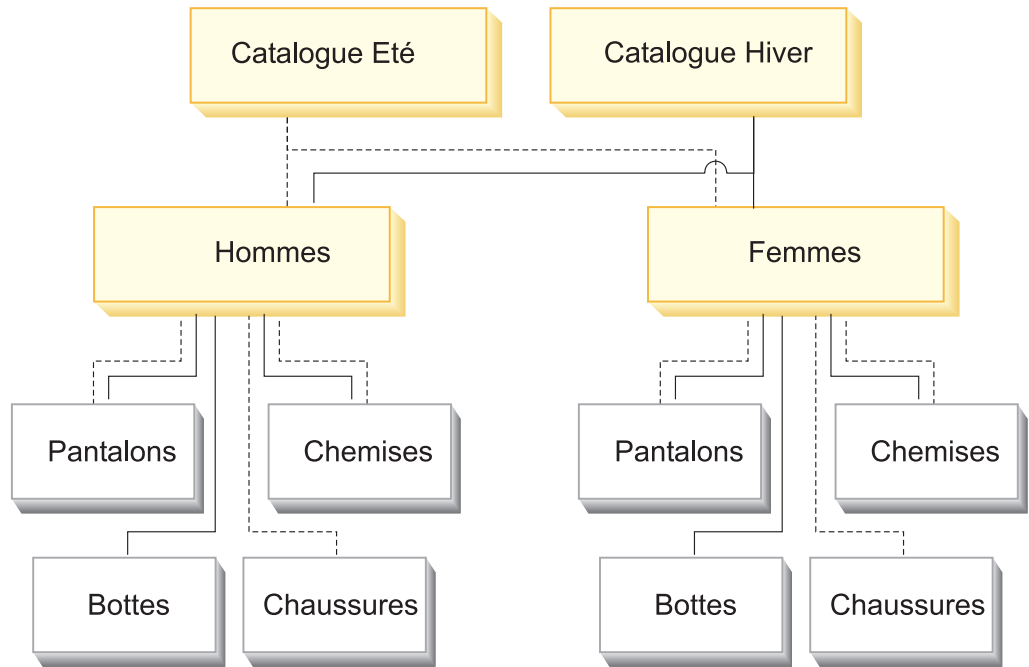 Catalogue Eté
Catalogue Hiver
Hommes
Femmes
Pantalons
Chemises
Pantalons
Chemises
Bottes
Chaussures
Bottes
Chaussures